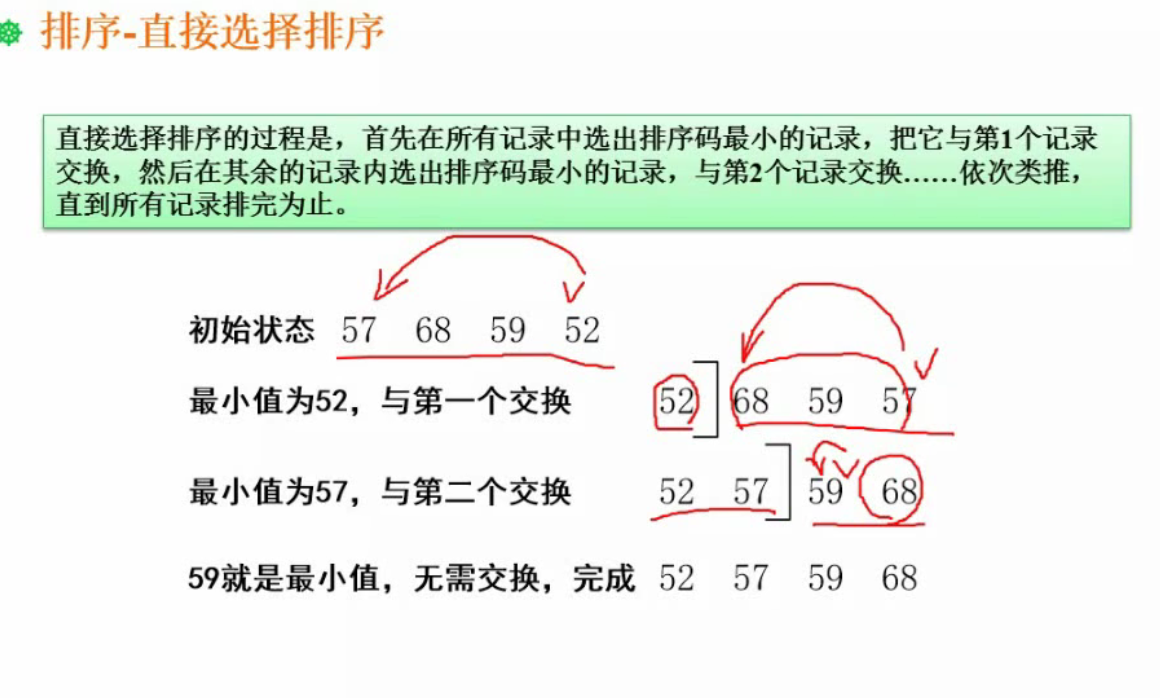 排序-直接选择排序
直接选择排序的过程是，首先在所有记录中选出排序码最小的记录，把它与第1个记录
交换，然后在其余的记录内选出排序码最小的记录，与第2个记录交换……依次类推，
直到所有记录排完为止。
初始状态 57 68 59 52
最小值为52，与第一个交换 52 ] 68 59 57
最小值为57，与第二个交换 52 57 ] 59 68
59就是最小值，无需交换，完成 52 57 59 68